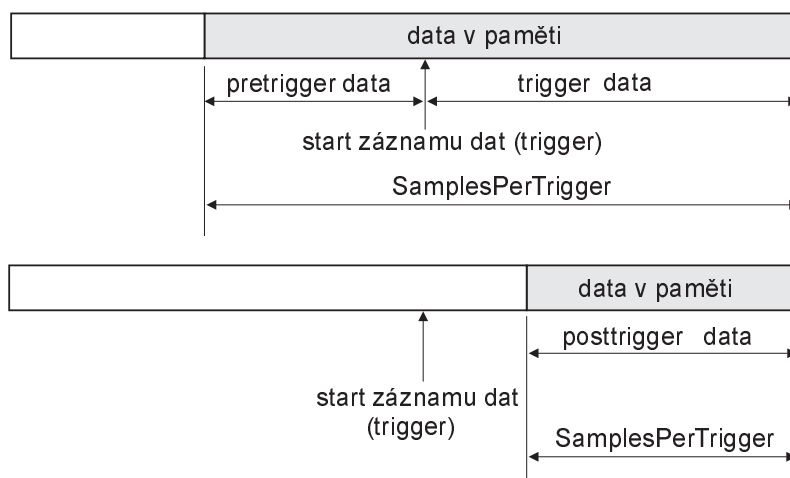 data v paměti
pretrigger data
trigger data
start záznamu dat (trigger)
SamplesPerTrigger
data v paměti
posttrigger data
start záznamu dat
(trigger)
SamplesPerTrigger